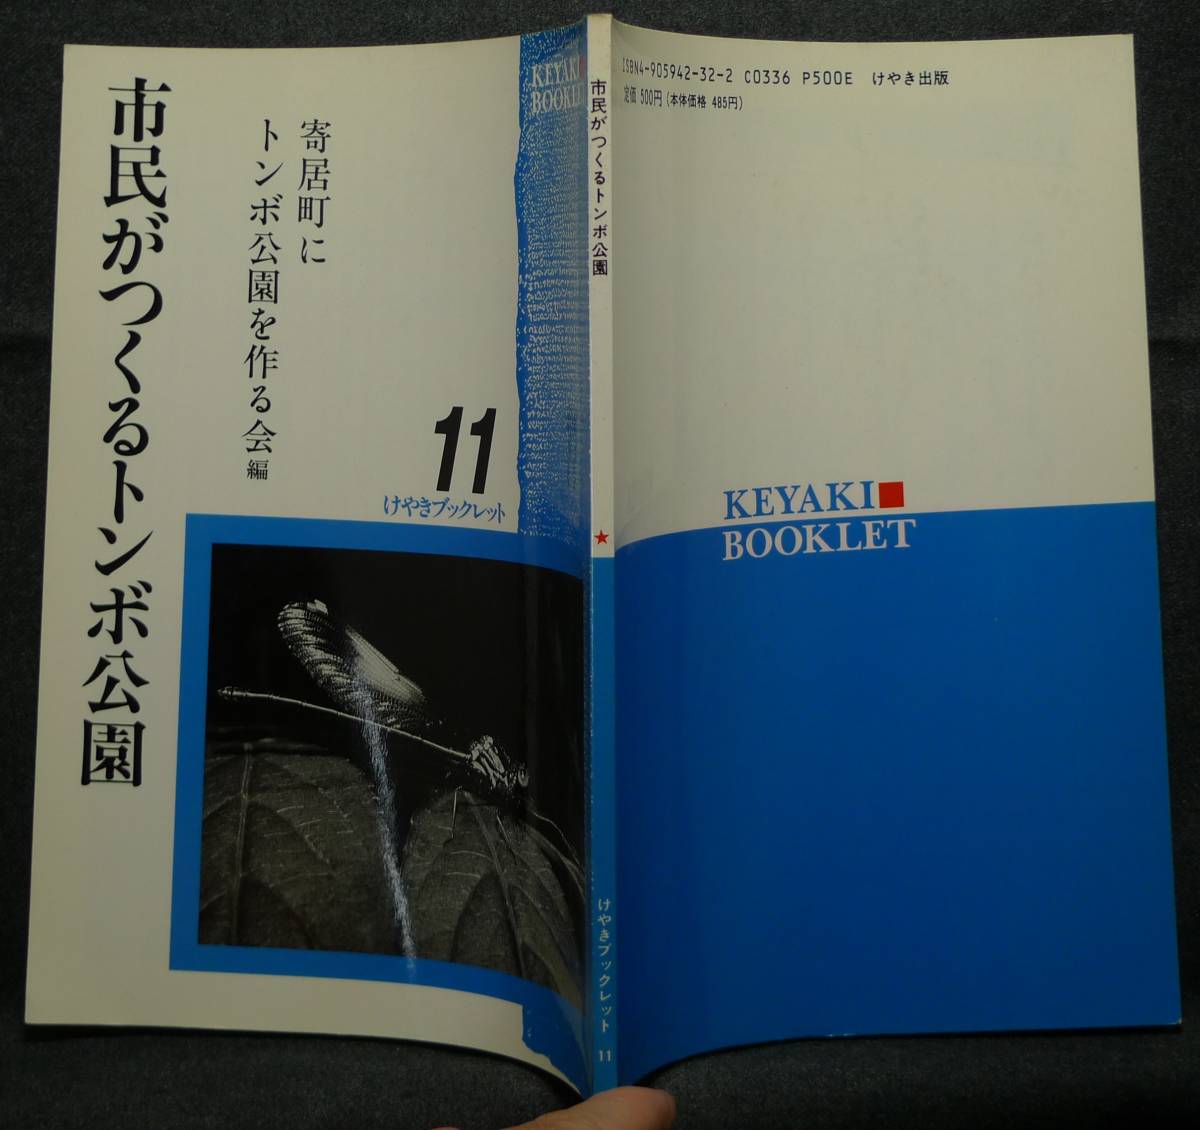 市民がつくるトンボ公園
寄居町に
トンボ公園を作る会編
11
けやきブックレット
KEYAKI
BOOKLET
市民がつくるトンボ公園
けやきブックレット 11
ISBN4-905942-32-2 C0336 P500E けやき出版
定価 500円(本体価格 485円)
KEYAKI
BOOKLET